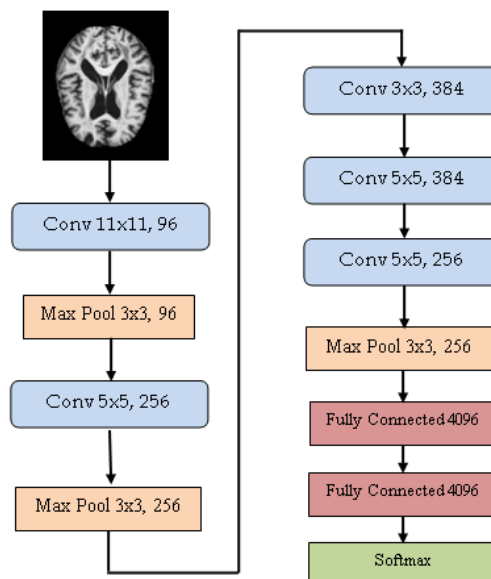 Conv 11x11, 96
Max Pool 3x3, 96
Conv 5x5, 256
Max Pool 3x3, 256
Conv 3x3, 384
Conv 5x5, 384
Conv 5x5, 256
Max Pool 3x3, 256
Fully Connected 4096
Fully Connected 4096
Softmax